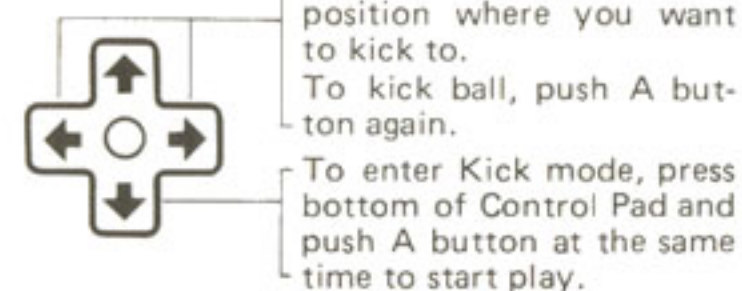 position where you want
to kick to.
To kick ball, push A but-
ton again.
To enter Kick mode, press
bottom of Control Pad and
push A button at the same
time to start play.